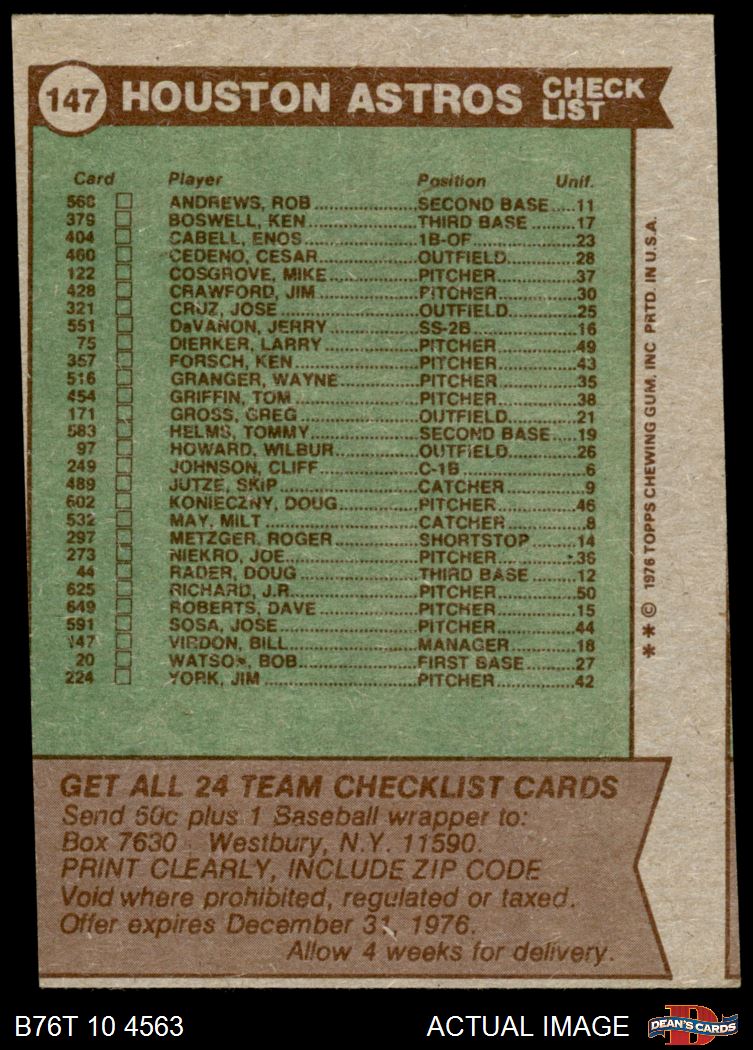 147 HOUSTON ASTROS CHECK LIST
Card Player Position Unif.
566 ANDREWS, ROB SECOND BASE 11
379 BOSWELL, KEN THIRD BASE 17
404 CABELL, ENOS 1B-OF 23
460 CEDENO, CESAR OUTFIELD 28
122 COSGROVE, MIKE PITCHER 37
428 CRAWFORD, JIM PITCHER 30
321 CRUZ, JOSE OUTFIELD 25
551 DaVANON, JERRY SS-2B 16
75 DIERKER, LARRY PITCHER 49
357 FORSCH, KEN PITCHER 43
516 GRANGER, WAYNE PITCHER 35
454 GRIFFIN, TOM PITCHER 38
171 GROSS, GREG OUTFIELD 21
583 HELMS, TOMMY SECOND BASE 19
97 HOWARD, WILBUR OUTFIELD 26
249 JOHNSON, CLIFF C-1B 6
489 JUTZE, SKIP CATCHER 9
602 KONIECZNY, DOUG PITCHER 46
532 MAY, MILT CATCHER 8
297 METZGER, ROGER SHORTSTOP 14
273 NIEKRO, JOE PITCHER 36
44 RADER, DOUG THIRD BASE 12
625 RICHARD, J.R. PITCHER 50
649 ROBERTS, DAVE PITCHER 15
591 SOSA, JOSE PITCHER 44
147 VIRDON, BILL MANAGER 18
20 WATSON, BOB FIRST BASE 27
224 YORK, JIM PITCHER 42
* * © 1976 TOPPS CHEWING GUM, INC PRTD. IN U.S.A.
GET ALL 24 TEAM CHECKLIST CARDS
Send 50c plus 1 Baseball wrapper to:
Box 7630 Westbury, N.Y. 11590.
PRINT CLEARLY, INCLUDE ZIP CODE
Void where prohibited, regulated or taxed.
Offer expires December 31, 1976.
Allow 4 weeks for delivery.
B76T 10 4563 ACTUAL IMAGE D DEAN'S CARDS